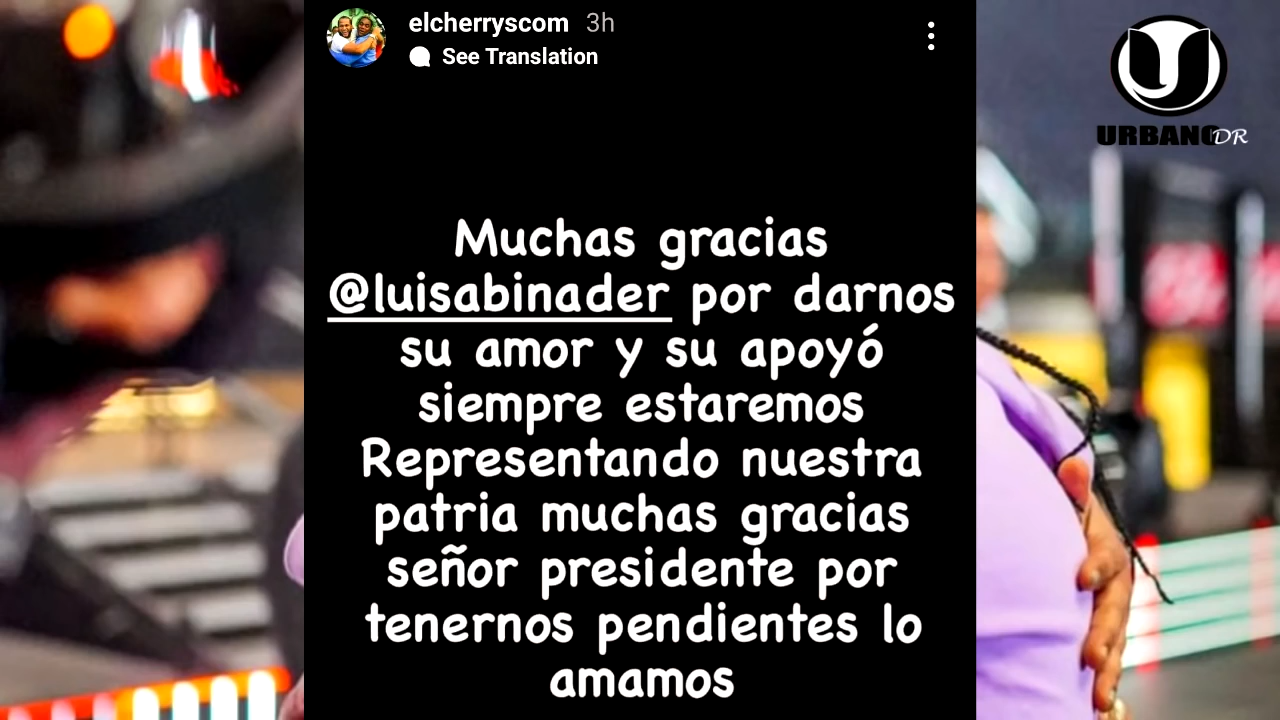 elcherryscom 3h
See Translation
URBANO DR
Muchas gracias
@luisabinader por darnos
su amor y su apoyó
siempre estaremos
Representando nuestra
patria muchas gracias
señor presidente por
tenernos pendientes lo
amamos